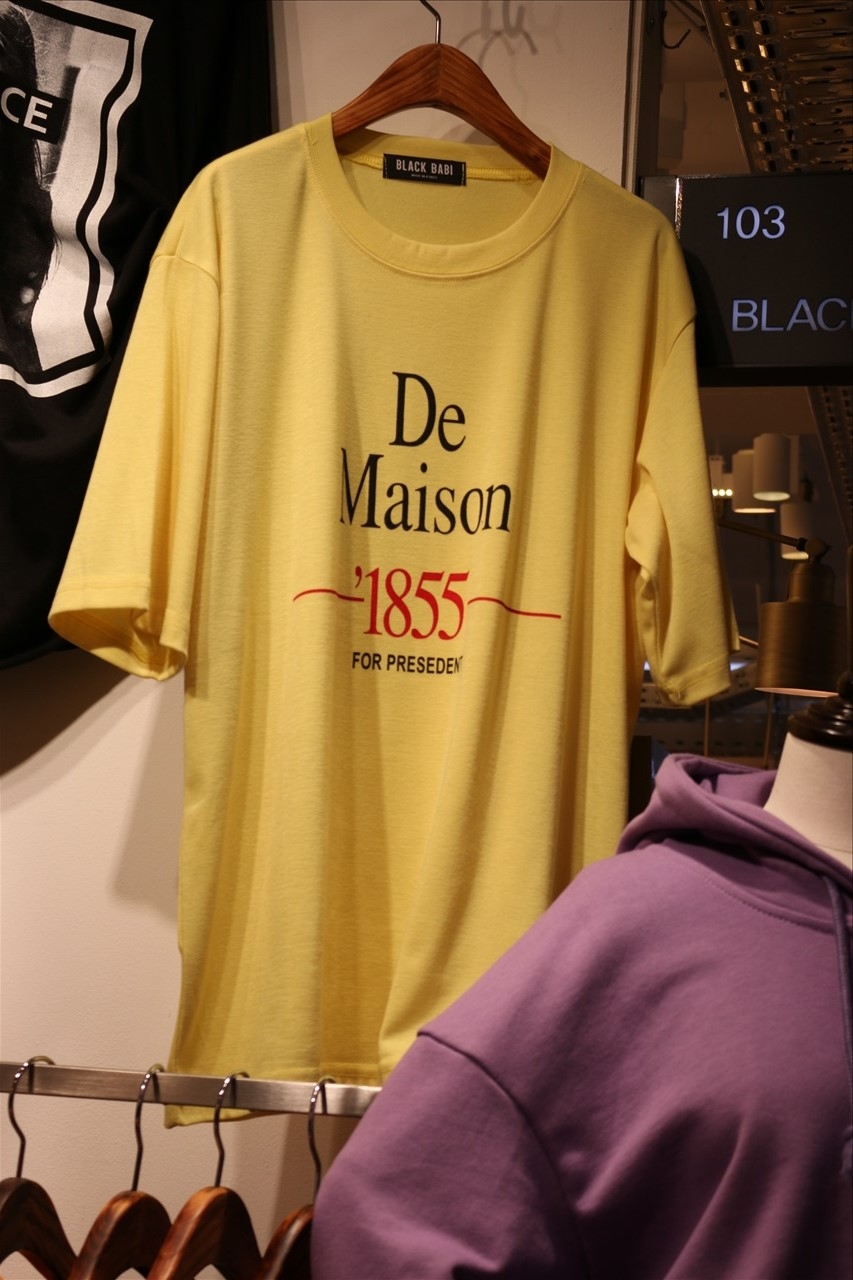 CE
BLACK BABI
103
BLAC
De
Maison
'1855
FOR PRESEDENT